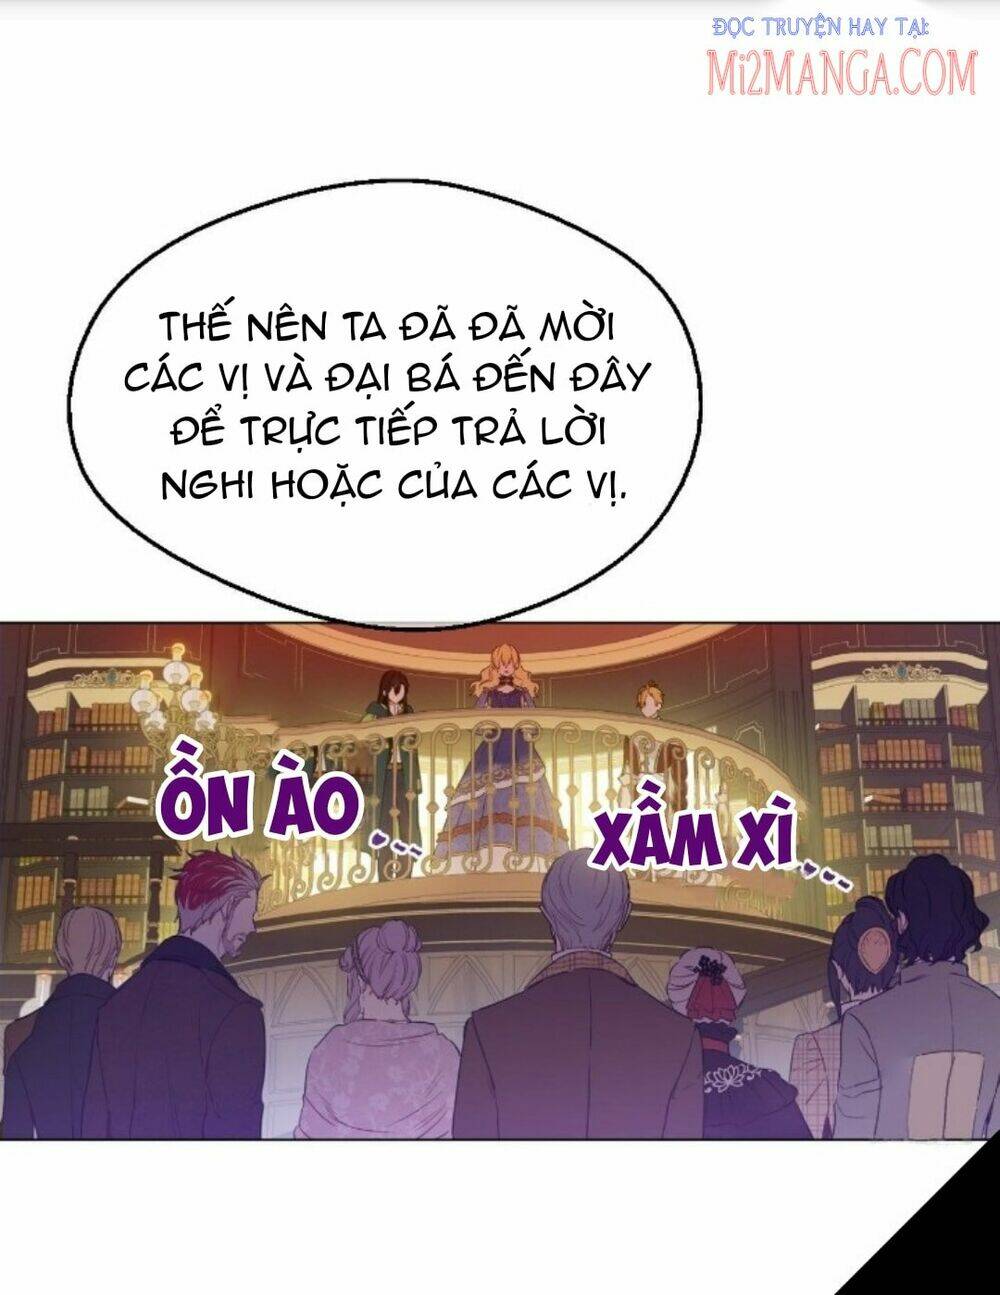 ĐỌC TRUYỆN HAY TẠI:
MI2MANGA.COM
THẾ NÊN TA ĐÃ ĐÃ MỜI
CÁC VỊ VÀ ĐẠI BÁ ĐẾN ĐÂY
ĐỂ TRỰC TIẾP TRẢ LỜI
NGHI HOẶC CỦA CÁC VỊ.
ỒN ÀO...
XẦM XÌ...